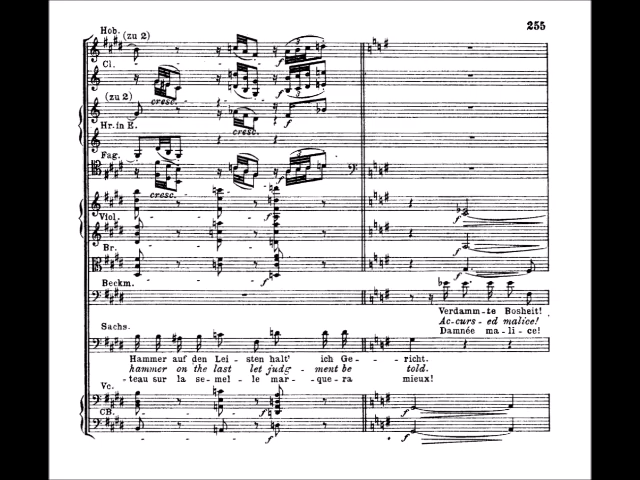 255
Hob. (zu 2)
Cl.
cresc.
f
(zu 2)
cresc.
f
Hr. in E.
Fag.
cresc.
f
Viol.
f
Br.
f
Beckm.
Verdamm-te Bosheit!
Ac-curs-ed malice!
Damnée ma-li-ce!
Sachs.
Hammer auf den Lei-sten halt' ich Ge-richt.
hammer on the last let judg-ment be told.
-teau sur la se-mel-le mar-que-ra mieux!
Vc.
f
CB.
f
f